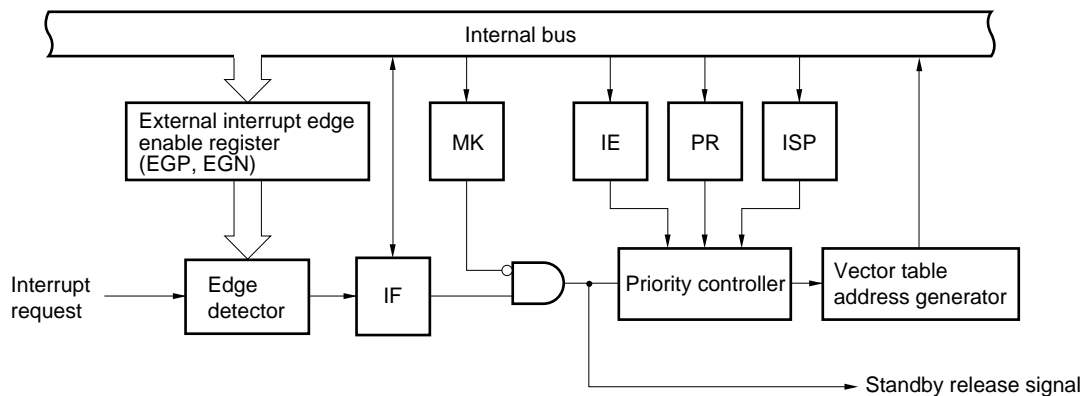 Internal bus
External interrupt edge
enable register
(EGP, EGN)
MK
IE
PR
ISP
Interrupt
request
Edge
detector
IF
Priority controller
Vector table
address generator
Standby release signal